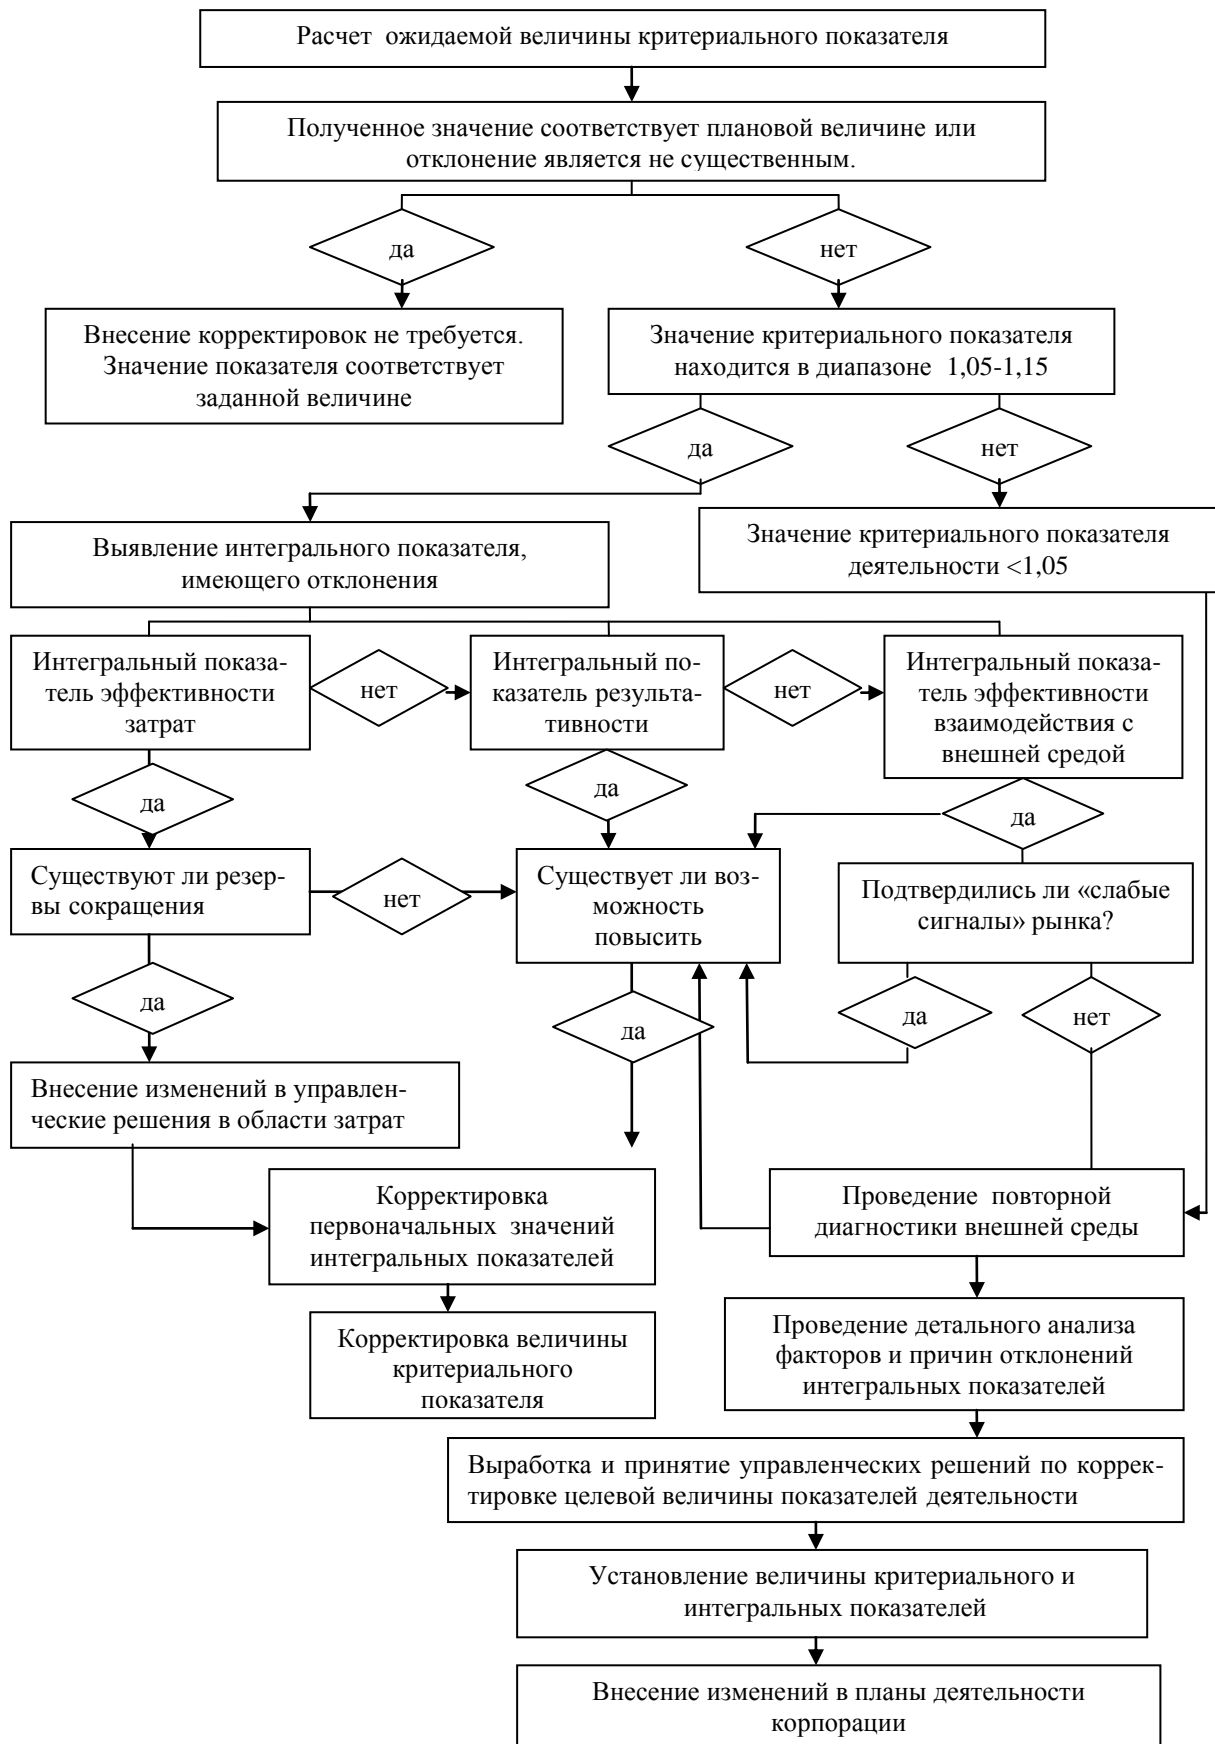 Расчет ожидаемой величины критериального показателя
Полученное значение соответствует плановой величине или
отклонение является не существенным.
да
нет
Внесение корректировок не требуется.
Значение показателя соответствует
заданной величине
Значение критериального показателя
находится в диапазоне 1,05-1,15
да
нет
Выявление интегрального показателя,
имеющего отклонения
Значение критериального показателя
деятельности <1,05
Интегральный показа-
тель эффективности
затрат
нет
Интегральный по-
казатель результа-
тивности
нет
Интегральный показа-
тель эффективности
взаимодействия с
внешней средой
да
да
да
Существуют ли резер-
вы сокращения
нет
Существует ли воз-
можность
повысить
Подтвердились ли «слабые
сигналы» рынка?
да
да
да
нет
Внесение изменений в управлен-
ческие решения в области затрат
Корректировка
первоначальных значений
интегральных показателей
Проведение повторной
диагностики внешней среды
Корректировка величины
критериального
показателя
Проведение детального анализа
факторов и причин отклонений
интегральных показателей
Выработка и принятие управленческих решений по коррек-
тировке целевой величины показателей деятельности
Установление величины критериального и
интегральных показателей
Внесение изменений в планы деятельности
корпорации